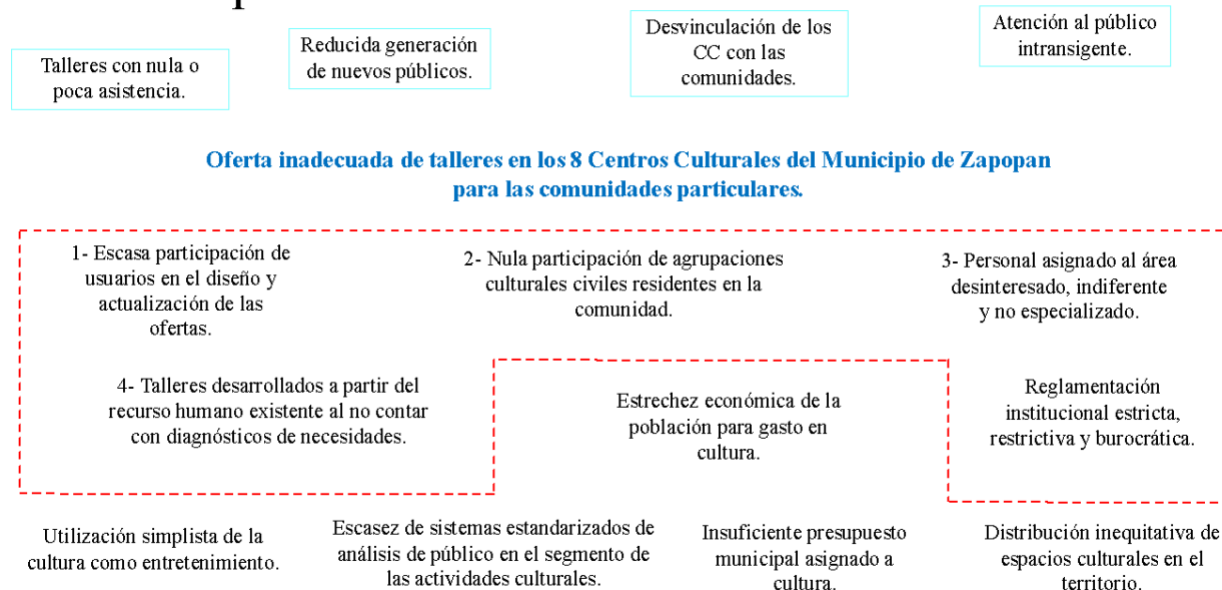 Talleres con nula o
poca asistencia.
Reducida generación
de nuevos públicos.
Desvinculación de los
CC con las
comunidades.
Atención al público
intransigente.
Oferta inadecuada de talleres en los 8 Centros Culturales del Municipio de Zapopan
para las comunidades particulares.
1- Escasa participación de
usuarios en el diseño y
actualización de las
ofertas.
2- Nula participación de agrupaciones
culturales civiles residentes en la
comunidad.
3- Personal asignado al área
desinteresado, indiferente
y no especializado.
4- Talleres desarrollados a partir del
recurso humano existente al no contar
con diagnósticos de necesidades.
Estrechez económica de la
población para gasto en
cultura.
Reglamentación
institucional estricta,
restrictiva y burocrática.
Utilización simplista de la
cultura como entretenimiento.
Escasez de sistemas estandarizados de
análisis de público en el segmento de
las actividades culturales.
Insuficiente presupuesto
municipal asignado a
cultura.
Distribución inequitativa de
espacios culturales en el
territorio.